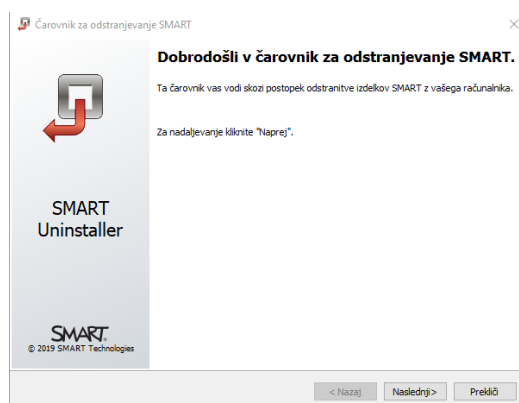 Čarovnik za odstranjevanje SMART
Dobrodošli v čarovnik za odstranjevanje SMART.
Ta čarovnik vas vodi skozi postopek odstranitve izdelkov SMART z vašega računalnika.
Za nadaljevanje kliknite "Naprej".
SMART
Uninstaller
SMART.
© 2019 SMART Technologies
< Nazaj
Naslednji>
Prekliči